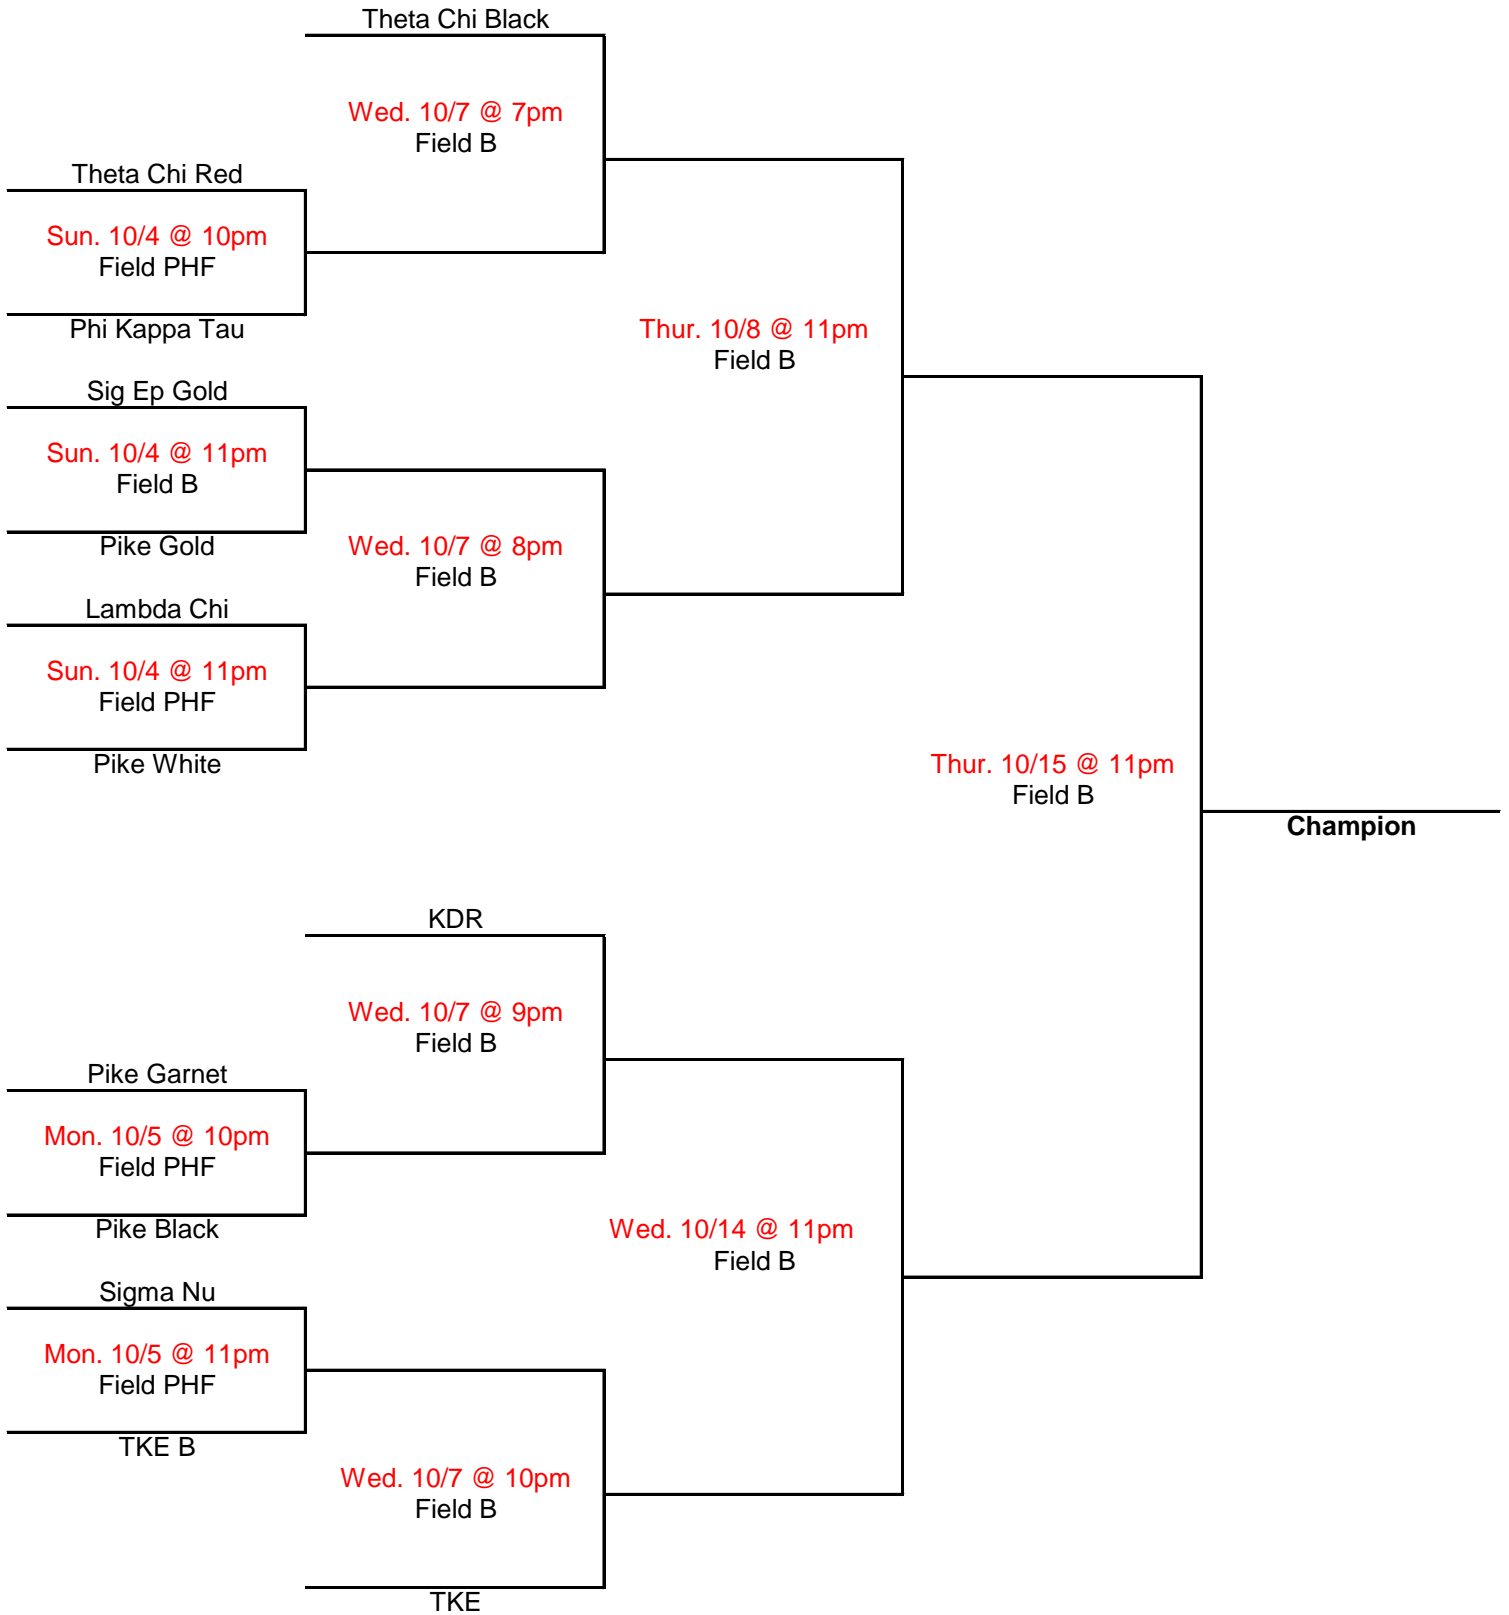 Theta Chi Black
Wed. 10/7 @ 7pm
Field B
Theta Chi Red
Sun. 10/4 @ 10pm
Field PHF
Phi Kappa Tau
Thur. 10/8 @ 11pm
Field B
Sig Ep Gold
Sun. 10/4 @ 11pm
Field B
Pike Gold
Wed. 10/7 @ 8pm
Field B
Lambda Chi
Sun. 10/4 @ 11pm
Field PHF
Pike White
Thur. 10/15 @ 11pm
Field B
Champion
KDR
Wed. 10/7 @ 9pm
Field B
Pike Garnet
Mon. 10/5 @ 10pm
Field PHF
Pike Black
Wed. 10/14 @ 11pm
Field B
Sigma Nu
Mon. 10/5 @ 11pm
Field PHF
TKE B
Wed. 10/7 @ 10pm
Field B
TKE